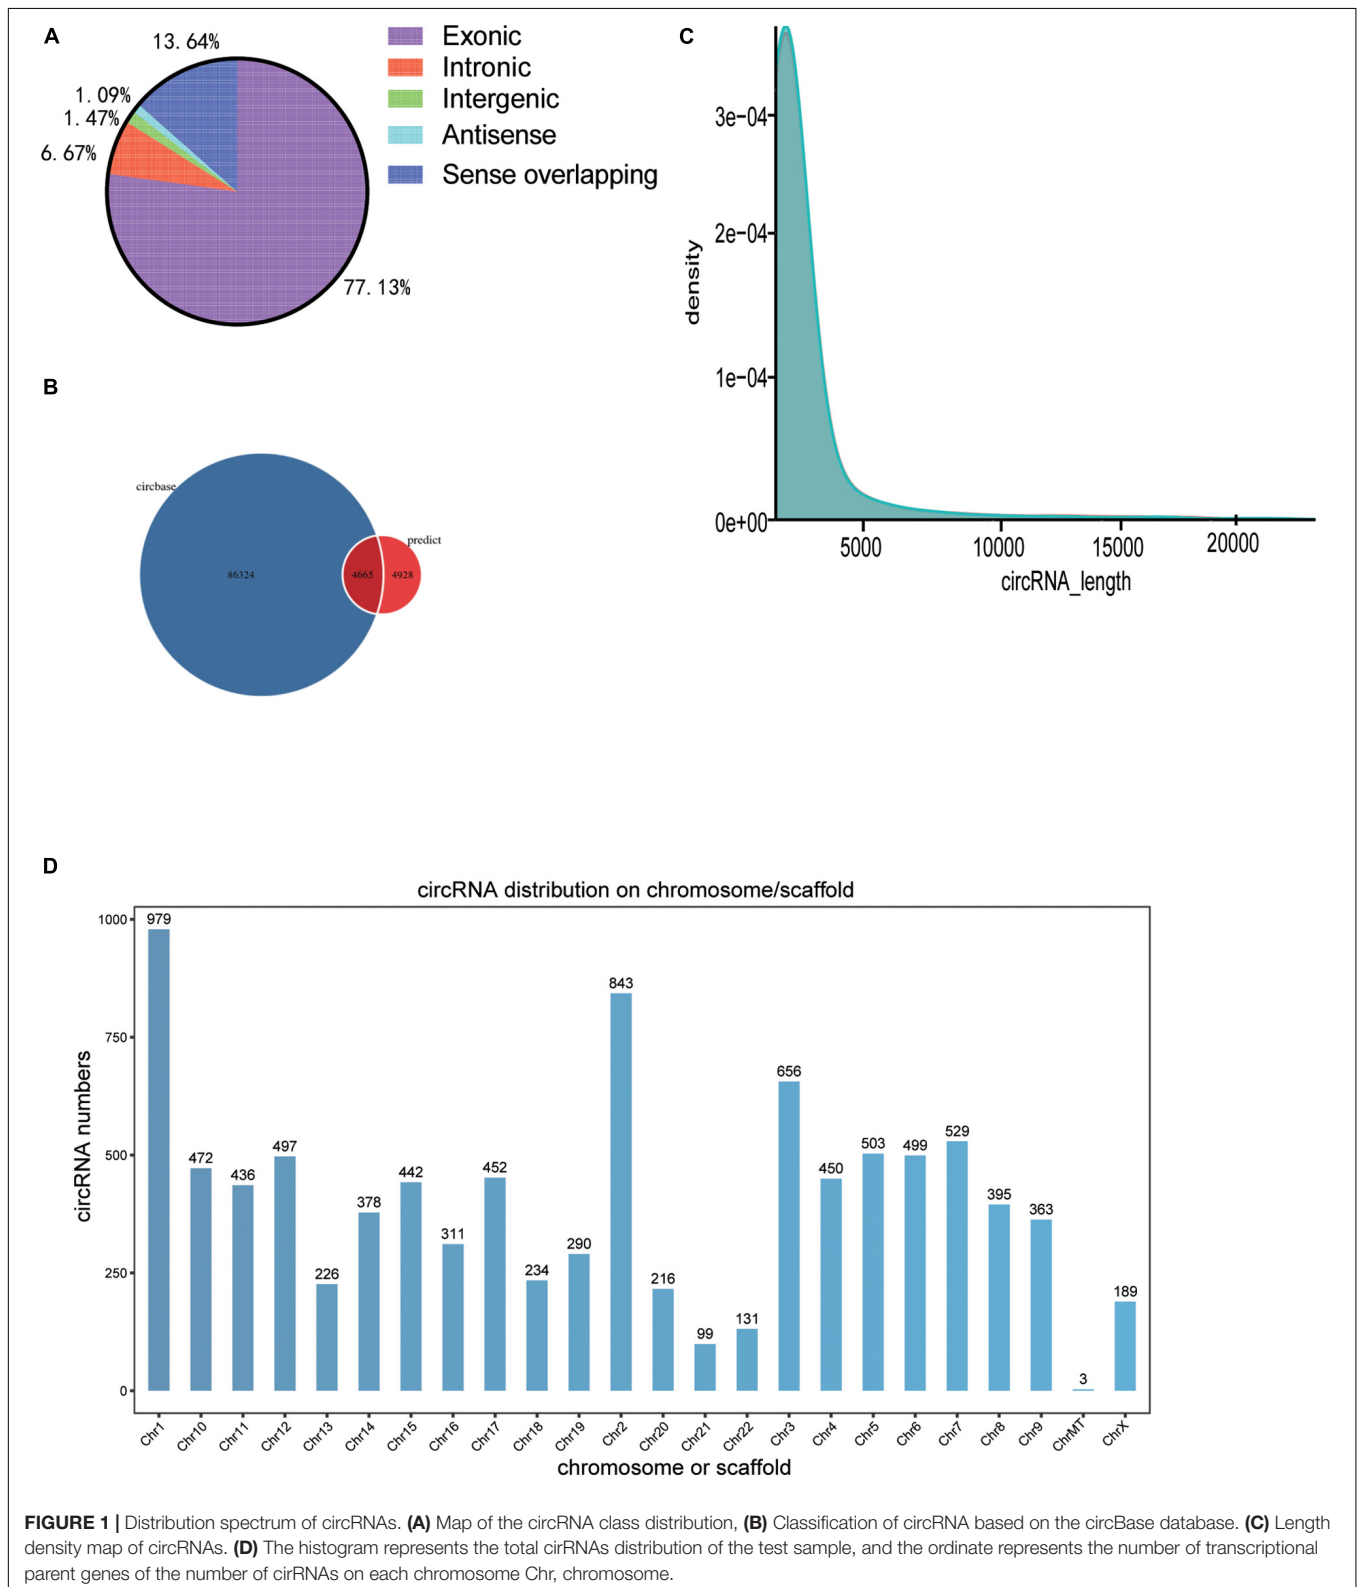 A
13.64%
1.09%
1.47%
6.67%
77.13%
Exonic
Intronic
Intergenic
Antisense
Sense overlapping
B
circbase
predict
86324
4665
4928
C
3e-04
2e-04
1e-04
0e+00
density
5000
10000
15000
20000
circRNA_length
D
circRNA distribution on chromosome/scaffold
1000
750
500
250
0
circRNA numbers
979
472
436
497
226
378
442
311
452
234
290
843
216
99
131
656
450
503
499
529
395
363
3
189
Chr1
Chr10
Chr11
Chr12
Chr13
Chr14
Chr15
Chr16
Chr17
Chr18
Chr19
Chr2
Chr20
Chr21
Chr22
Chr3
Chr4
Chr5
Chr6
Chr7
Chr8
Chr9
ChrMT
ChrX
chromosome or scaffold
FIGURE 1 | Distribution spectrum of circRNAs. (A) Map of the circRNA class distribution, (B) Classification of circRNA based on the circBase database. (C) Length
density map of circRNAs. (D) The histogram represents the total cirRNAs distribution of the test sample, and the ordinate represents the number of transcriptional
parent genes of the number of cirRNAs on each chromosome Chr, chromosome.